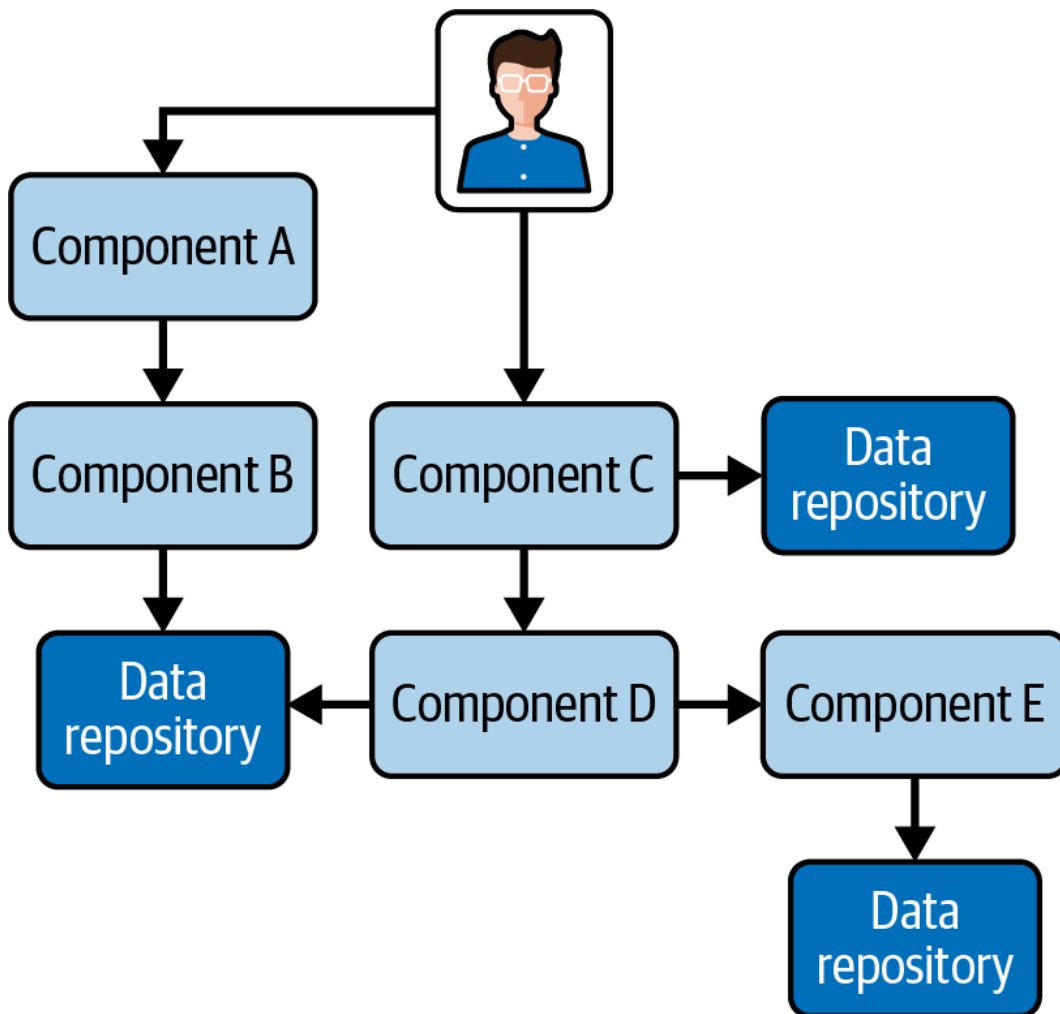 Component A
Component B
Component C
Data
repository
Data
repository
Component D
Component E
Data
repository